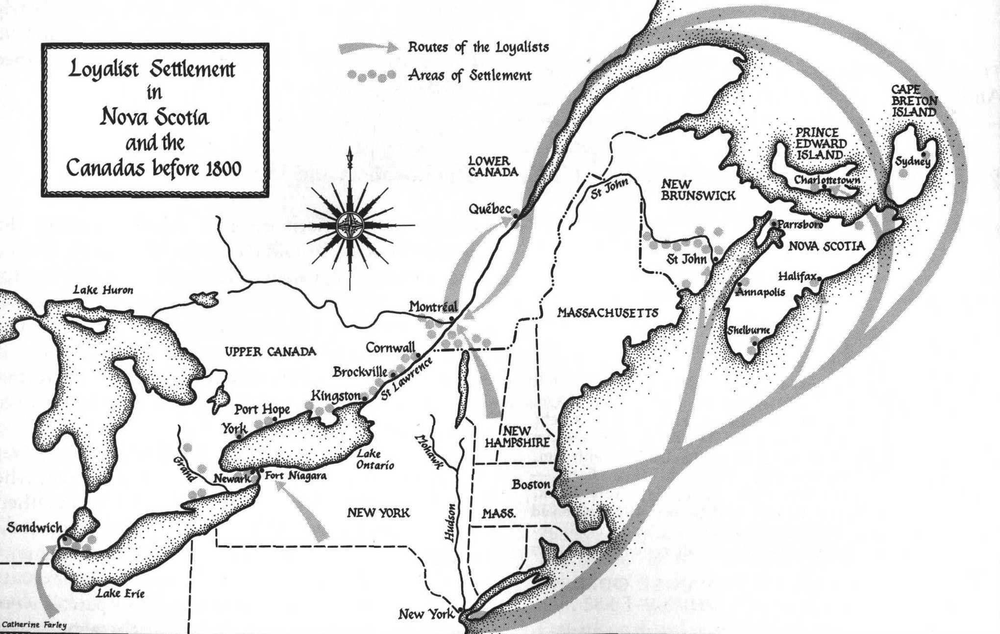 Loyalist Settlement
in
Nova Scotia
and the
Canadas before 1800
Routes of the Loyalists
Areas of Settlement
CAPE
BRETON
ISLAND
PRINCE
EDWARD
ISLAND
Sydney
Charlottetown
LOWER
CANADA
St John
NEW
BRUNSWICK
Québec
Parrsboro
NOVA SCOTIA
St John
Halifax
Annapolis
Lake Huron
Montréal
MASSACHUSETTS
Shelburne
UPPER CANADA
Cornwall
Brockville
St Lawrence
Kingston
Port Hope
York
NEW
HAMPSHIRE
Mohawk
Lake
Ontario
Grand
Newark
Fort Niagara
Boston
NEW YORK
Hudson
MASS.
Sandwich
Lake Erie
New York
Catherine Farley